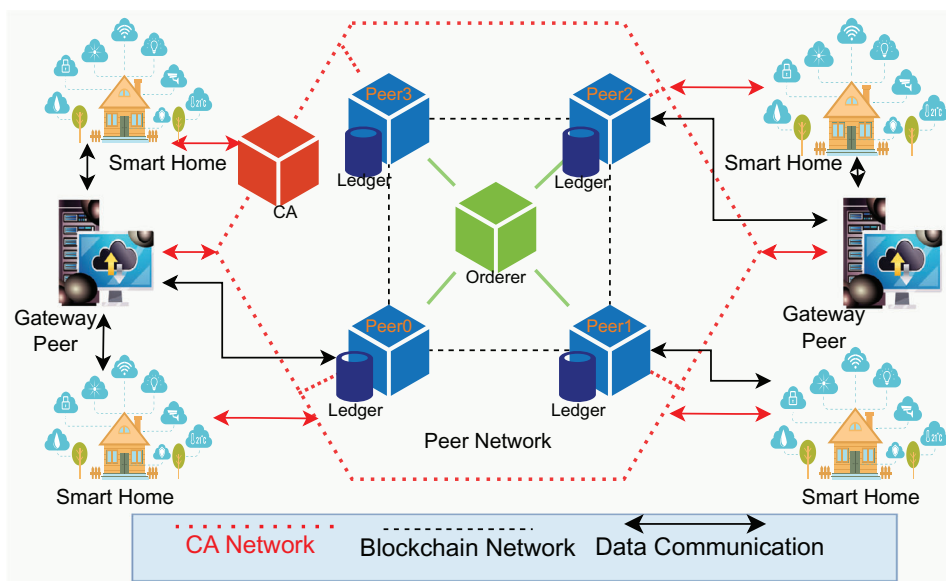 Peer3
Peer2
Smart Home
Ledger
CA
Ledger
Smart Home
Orderer
Gateway
Peer
Gateway
Peer
Peer0
Peer1
Ledger
Ledger
Peer Network
Smart Home
Smart Home
CA Network
Blockchain Network
Data Communication